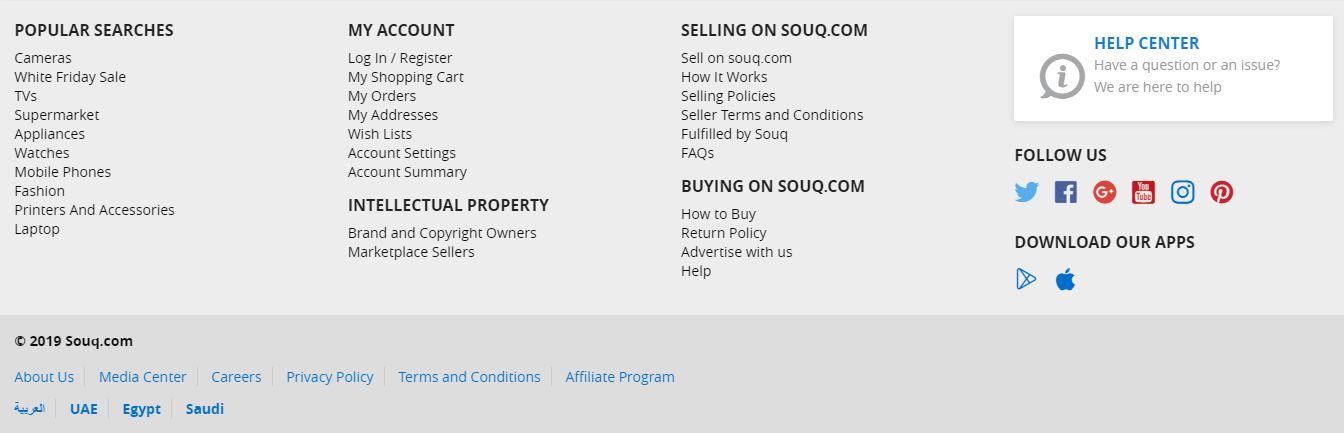 POPULAR SEARCHES
Cameras
White Friday Sale
TVs
Supermarket
Appliances
Watches
Mobile Phones
Fashion
Printers And Accessories
Laptop
MY ACCOUNT
Log In / Register
My Shopping Cart
My Orders
My Addresses
Wish Lists
Account Settings
Account Summary
INTELLECTUAL PROPERTY
Brand and Copyright Owners
Marketplace Sellers
SELLING ON SOUQ.COM
Sell on souq.com
How It Works
Selling Policies
Seller Terms and Conditions
Fulfilled by Souq
FAQs
BUYING ON SOUQ.COM
How to Buy
Return Policy
Advertise with us
Help
HELP CENTER
Have a question or an issue?
We are here to help
FOLLOW US
You
Tube
DOWNLOAD OUR APPS
© 2019 Souq.com
About Us Media Center Careers Privacy Policy Terms and Conditions Affiliate Program
العربية UAE Egypt Saudi